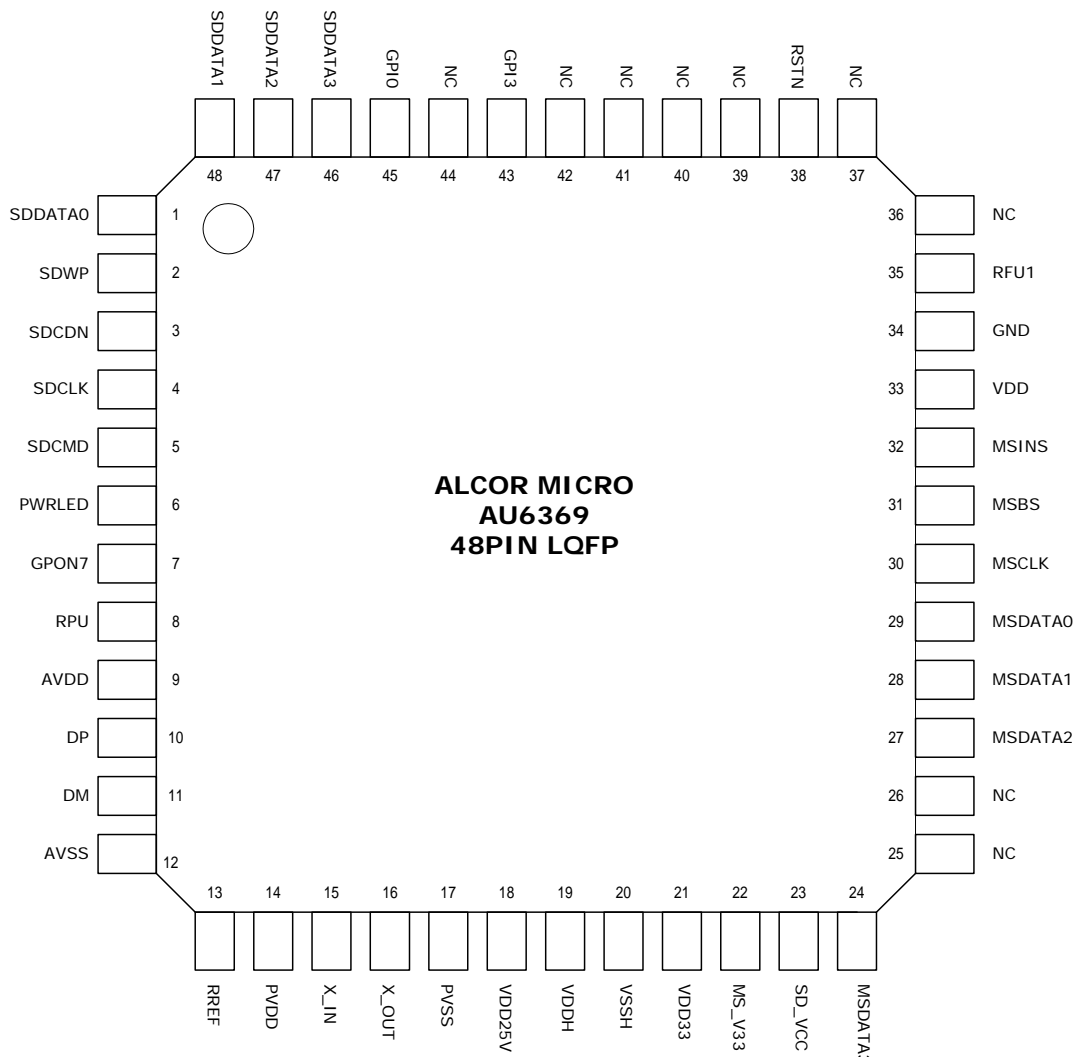 SDDATA1
SDDATA2
SDDATA3
GPI0
NC
GPI3
NC
NC
NC
NC
RSTN
NC
48 47 46 45 44 43 42 41 40 39 38 37
SDDATA0 1 36 NC
SDWP 2 35 RFU1
SDCDN 3 34 GND
SDCLK 4 33 VDD
SDCMD 5 32 MSINS
PWRLED 6 31 MSBS
GPON7 7 30 MSCLK
RPU 8 29 MSDATA0
AVDD 9 28 MSDATA1
DP 10 27 MSDATA2
DM 11 26 NC
AVSS 12 25 NC
ALCOR MICRO
AU6369
48PIN LQFP
13 14 15 16 17 18 19 20 21 22 23 24
RREF
PVDD
X_IN
X_OUT
PVSS
VDD25V
VDDH
VSSH
VDD33
MS_V33
SD_VCC
MSDATA3